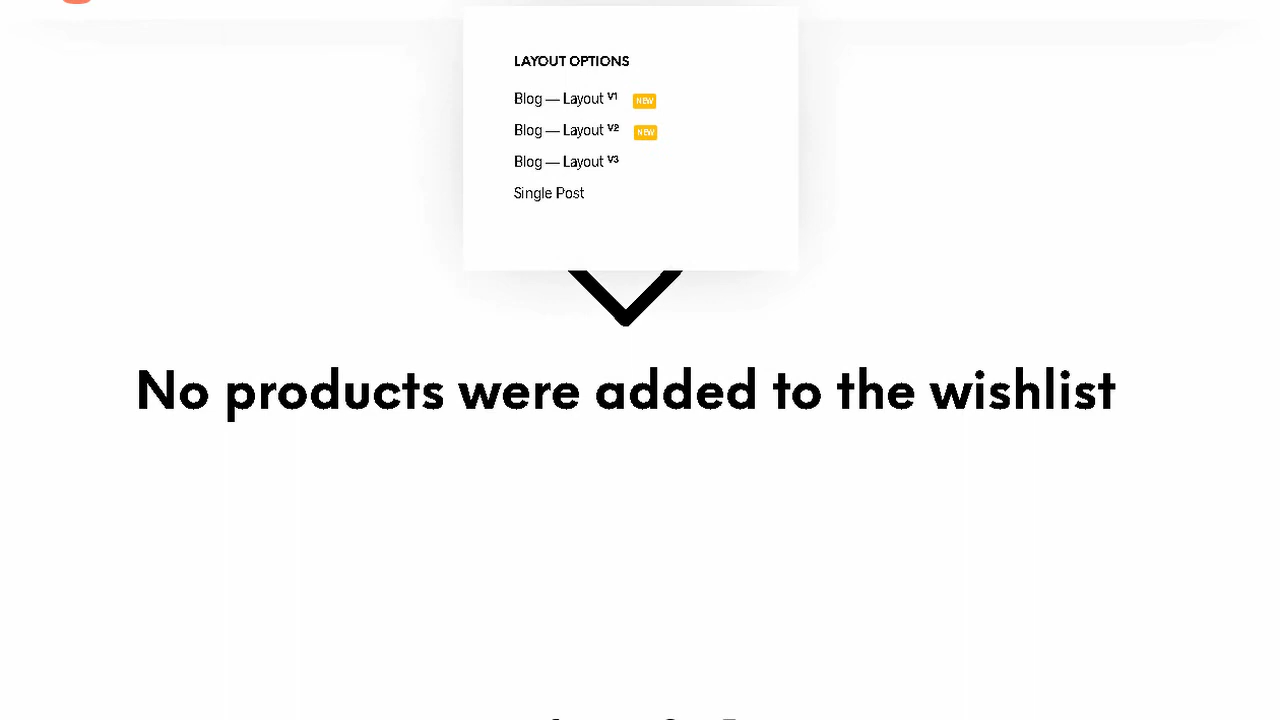 LAYOUT OPTIONS
Blog — Layout V1 NEW
Blog — Layout V2 NEW
Blog — Layout V3
Single Post
No products were added to the wishlist